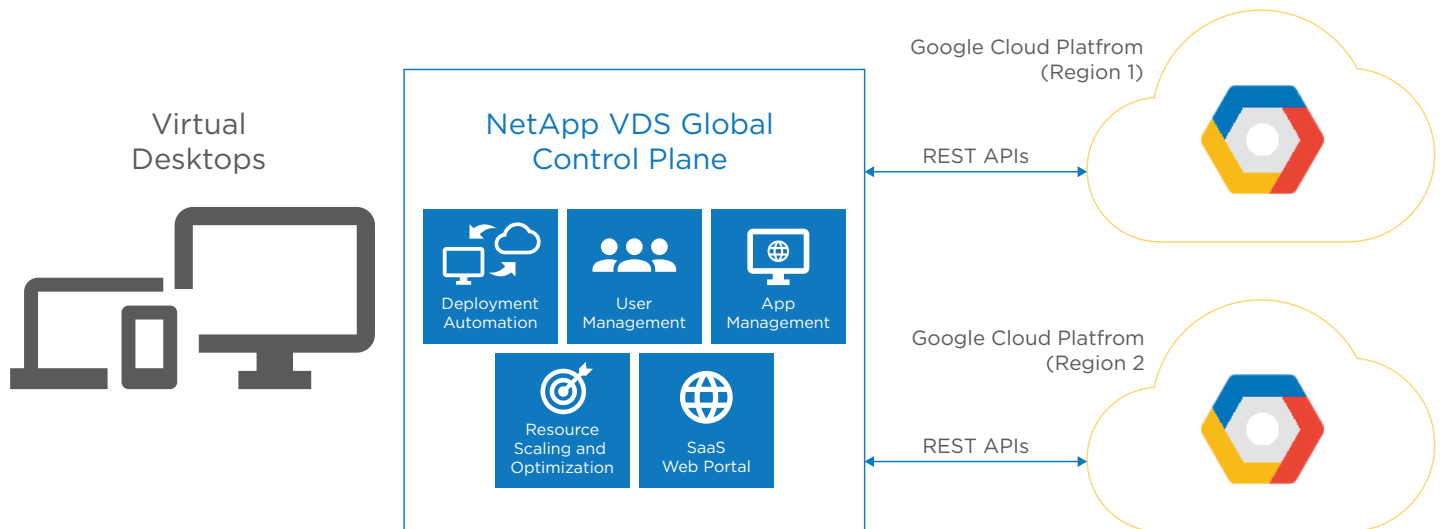 Virtual
Desktops
NetApp VDS Global
Control Plane
Deployment
Automation
User
Management
App
Management
Resource
Scaling and
Optimization
SaaS
Web Portal
Google Cloud Platfrom
(Region 1)
REST APIs
Google Cloud Platfrom
(Region 2
REST APIs